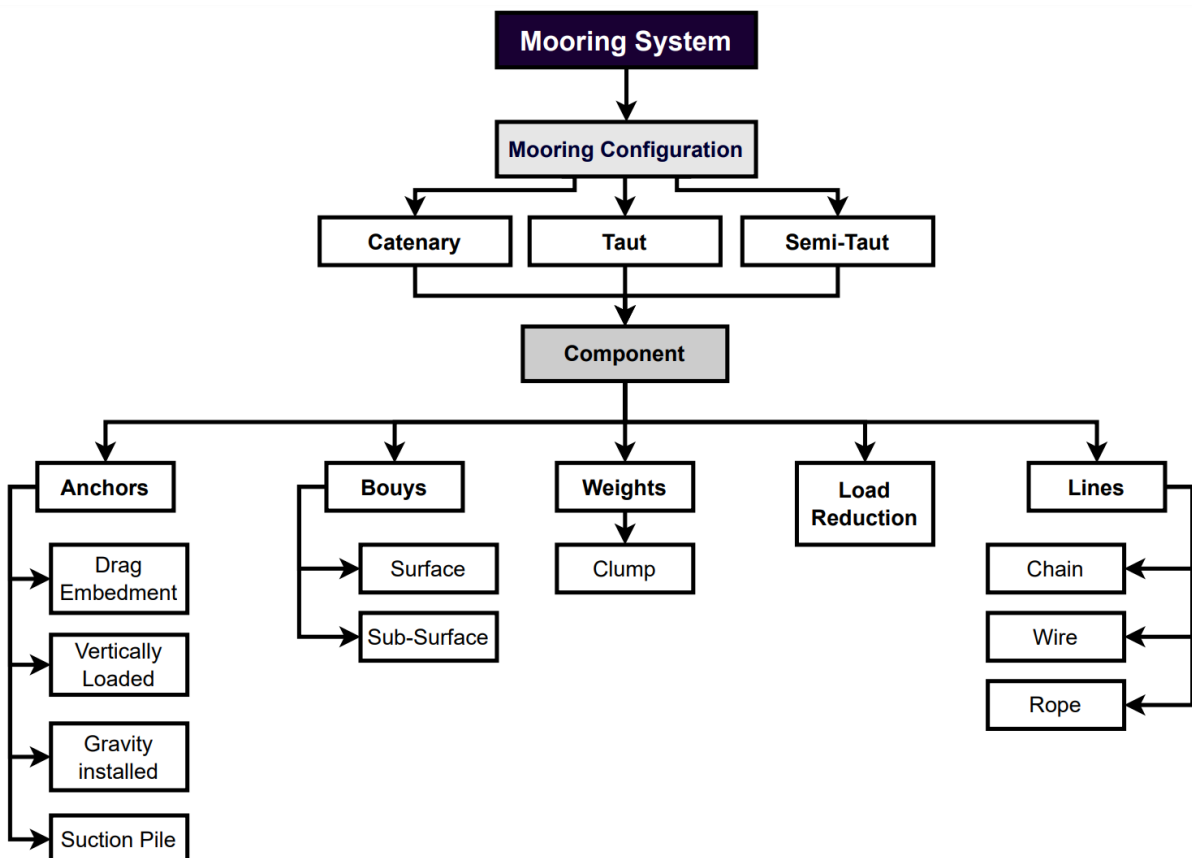 Mooring System
Mooring Configuration
Catenary
Taut
Semi-Taut
Component
Anchors
Bouys
Weights
Load
Reduction
Lines
Drag
Embedment
Vertically
Loaded
Gravity
installed
Suction Pile
Surface
Sub-Surface
Clump
Chain
Wire
Rope